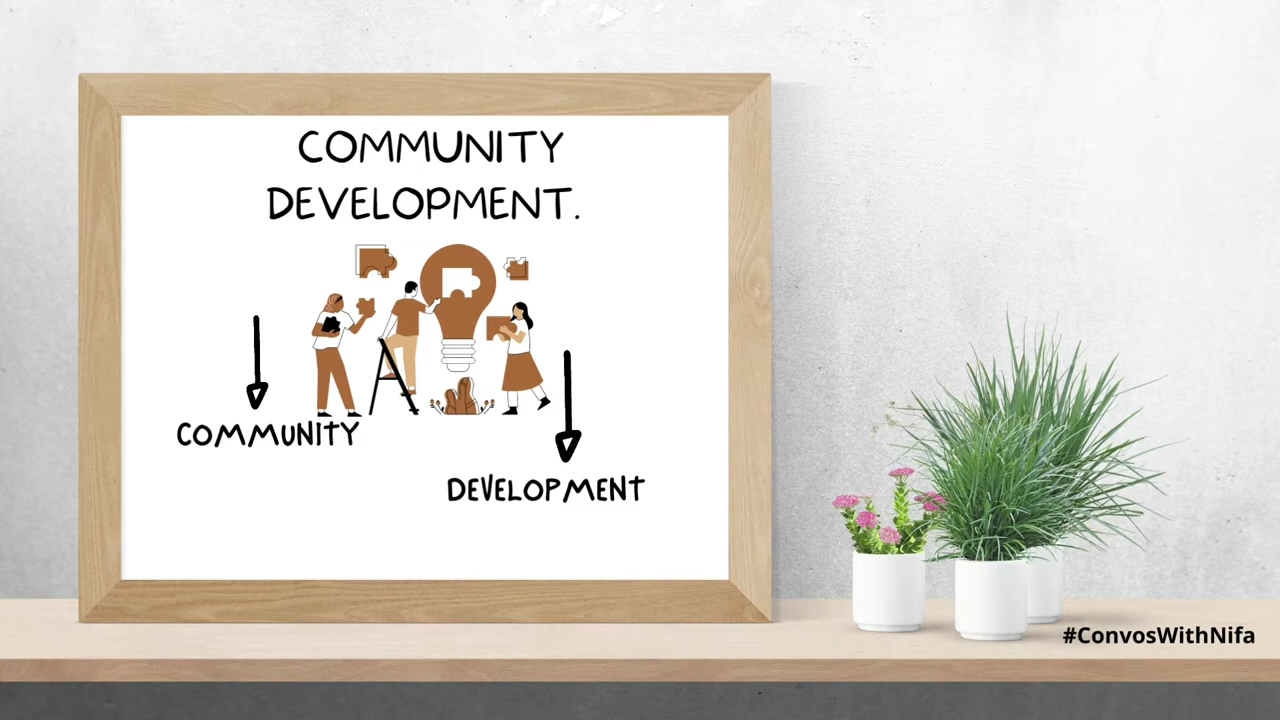 COMMUNITY
DEVELOPMENT.
COMMUNITY
DEVELOPMENT
#ConvosWithNifa